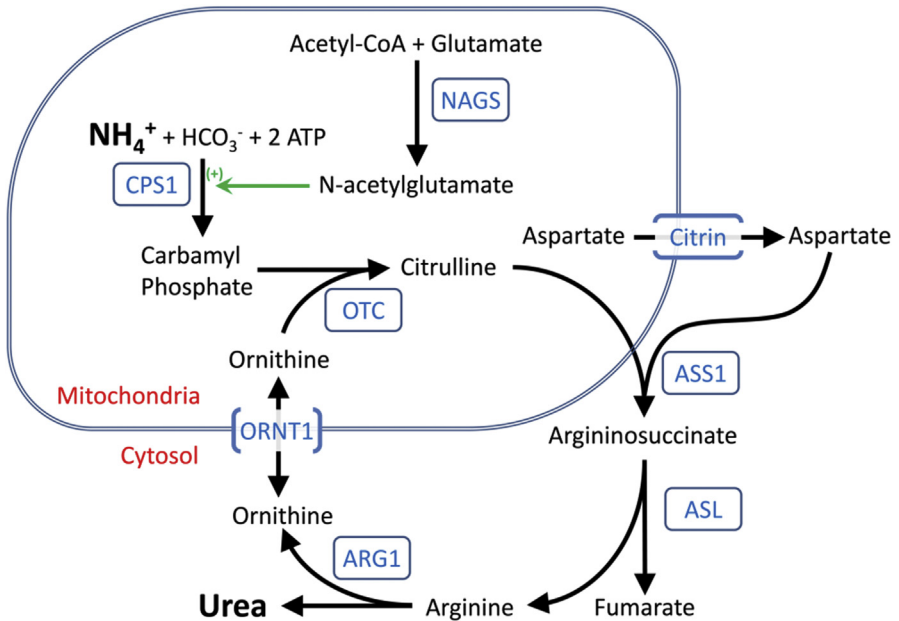 Acetyl-CoA + Glutamate
NAGS
NH₄⁺ + HCO₃⁻ + 2 ATP
CPS1
(+)
N-acetylglutamate
Aspartate
Citrin
Aspartate
Carbamyl
Phosphate
Citrulline
OTC
Ornithine
ASS1
Mitochondria
ORNT1
Cytosol
Argininosuccinate
Ornithine
ASL
ARG1
Urea
Arginine
Fumarate